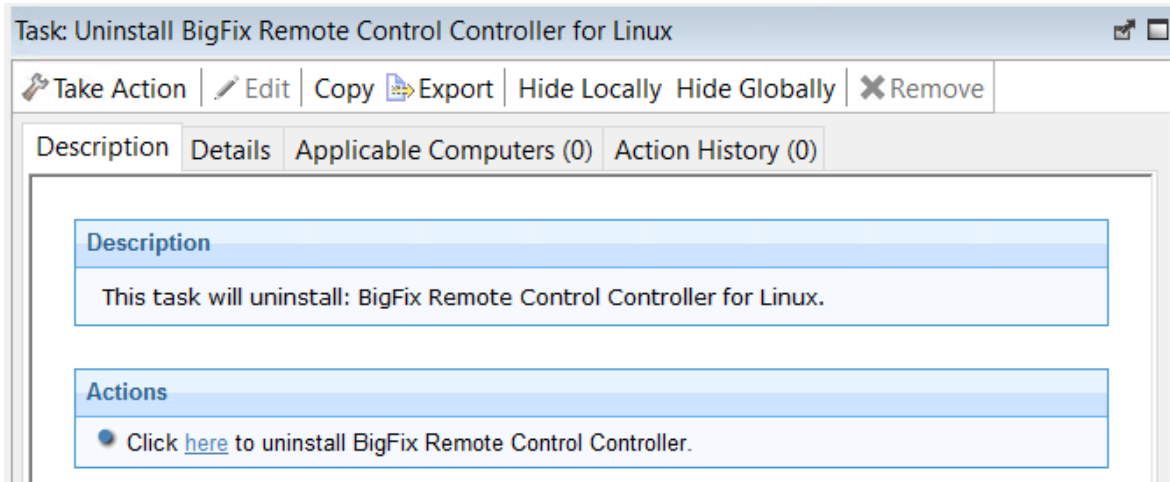 Task: Uninstall BigFix Remote Control Controller for Linux
Take Action Edit Copy Export Hide Locally Hide Globally Remove
Description Details Applicable Computers (0) Action History (0)
Description
This task will uninstall: BigFix Remote Control Controller for Linux.
Actions
Click here to uninstall BigFix Remote Control Controller.